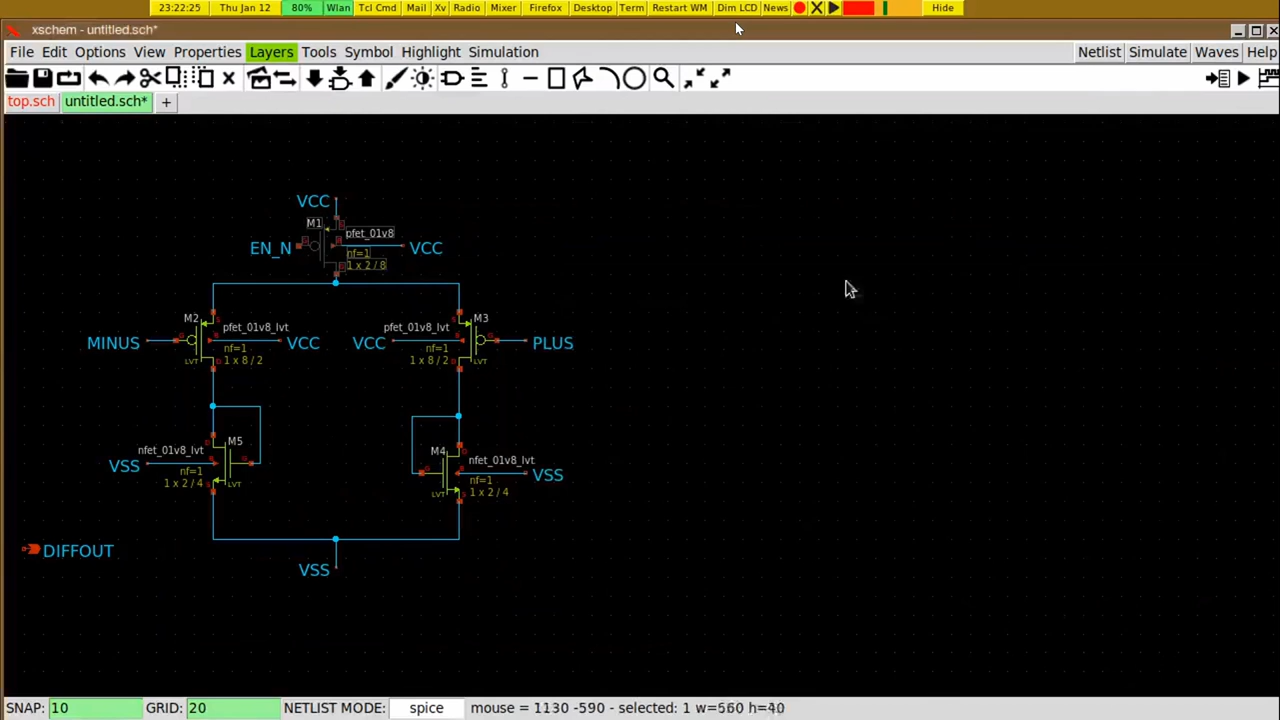 23:22:25 Thu Jan 12 80% Wlan Tcl Cmd Mail Xv Radio Mixer Firefox Desktop Term Restart WM Dim LCD News Hide
xschem - untitled.sch*
File Edit Options View Properties Layers Tools Symbol Highlight Simulation Netlist Simulate Waves Help
top.sch untitled.sch* +
VCC
M1
pfet_01v8
EN_N VCC
nf=1
1 x 2 / 8
M2 M3
pfet_01v8_lvt pfet_01v8_lvt
MINUS VCC VCC PLUS
nf=1 nf=1
LVT 1 x 8 / 2 1 x 8 / 2 LVT
M5
nfet_01v8_lvt M4
nfet_01v8_lvt
VSS nf=1 VSS
1 x 2 / 4 LVT nf=1
LVT 1 x 2 / 4
DIFFOUT
VSS
SNAP: 10 GRID: 20 NETLIST MODE: spice mouse = 1130 -590 - selected: 1 w=560 h=40